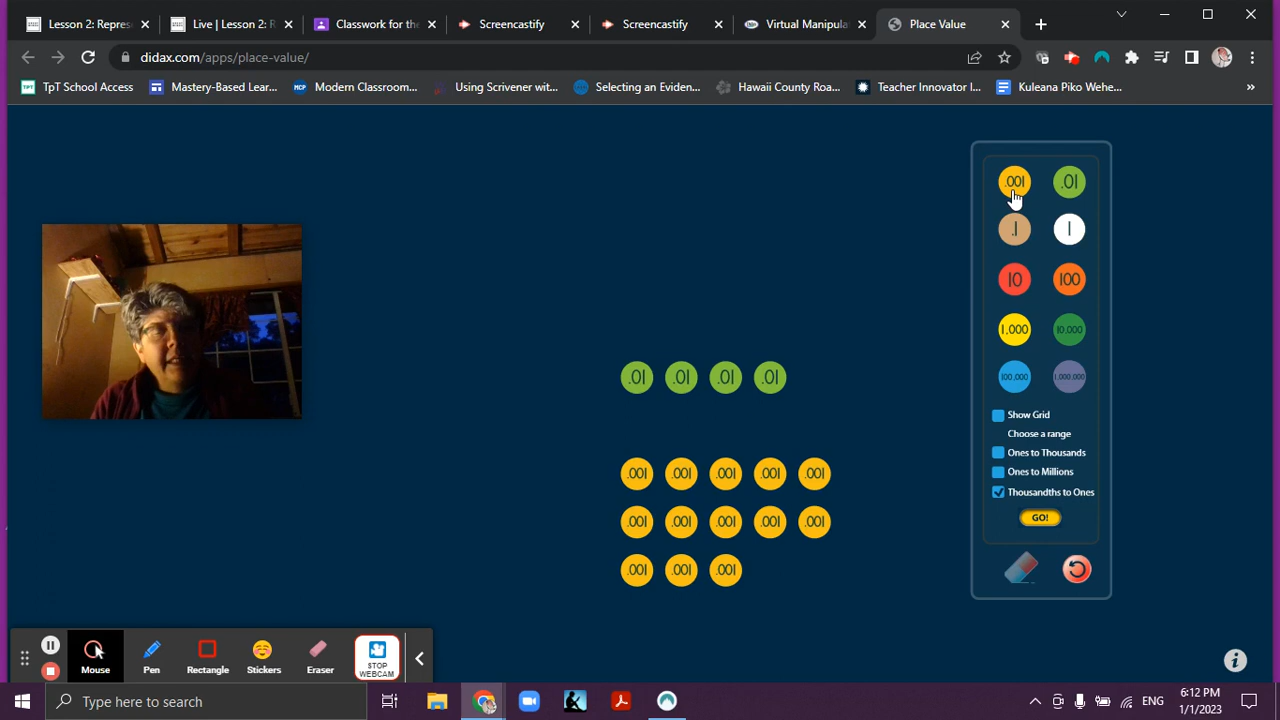 Lesson 2: Repres
Live | Lesson 2: R
Classwork for the
Screencastify
Screencastify
Virtual Manipula
Place Value
didax.com/apps/place-value/
TPT
TpT School Access
Mastery-Based Lear...
MCP
Modern Classroom...
Using Scrivener wit...
Selecting an Eviden...
Hawaii County Roa...
Teacher Innovator I...
Kuleana Piko Wehe...
»
.001 .01
.1 1
10 100
1,000 10,000
100,000 1,000,000
Show Grid
Choose a range
Ones to Thousands
Ones to Millions
Thousandths to Ones
GO!
.01 .01 .01 .01
.001 .001 .001 .001 .001
.001 .001 .001 .001 .001
.001 .001 .001
Mouse
Pen
Rectangle
Stickers
Eraser
STOP
WEBCAM
Type here to search
ENG
6:12 PM
1/1/2023